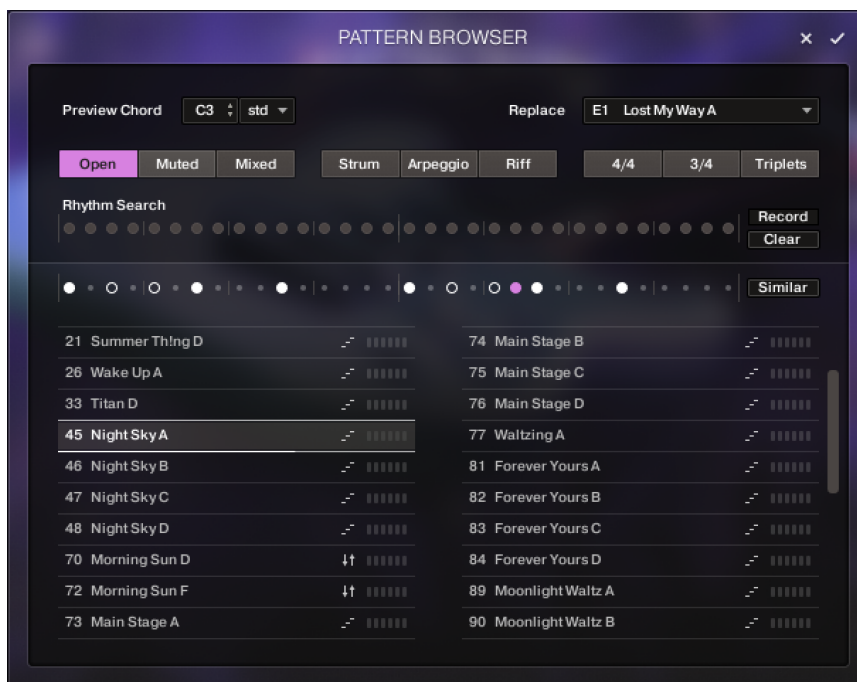 PATTERN BROWSER
Preview Chord C3 std Replace E1 Lost My Way A
Open Muted Mixed Strum Arpeggio Riff 4/4 3/4 Triplets
Rhythm Search
Record
Clear
Similar
21 Summer Th!ng D
26 Wake Up A
33 Titan D
45 Night Sky A
46 Night Sky B
47 Night Sky C
48 Night Sky D
70 Morning Sun D
72 Morning Sun F
73 Main Stage A
74 Main Stage B
75 Main Stage C
76 Main Stage D
77 Waltzing A
81 Forever Yours A
82 Forever Yours B
83 Forever Yours C
84 Forever Yours D
89 Moonlight Waltz A
90 Moonlight Waltz B